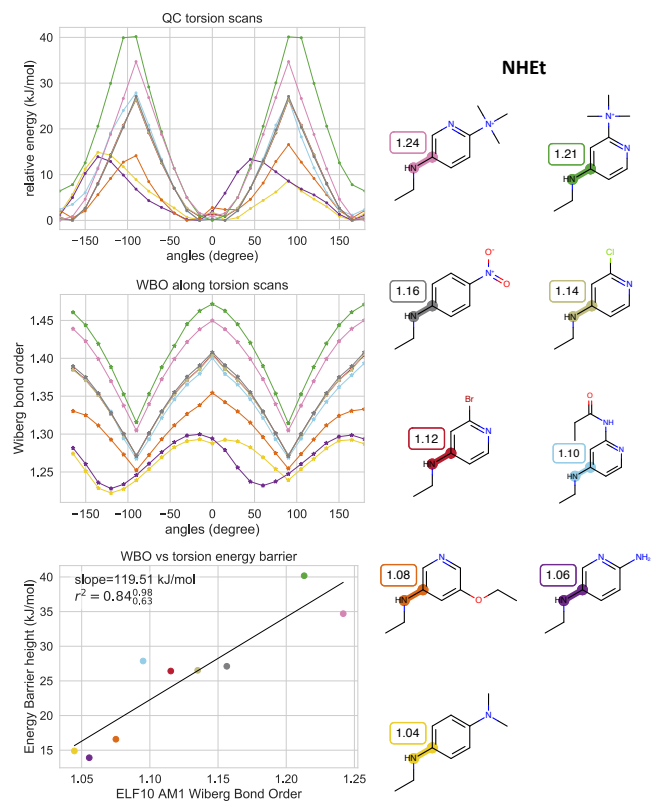 QC torsion scans
relative energy (kJ/mol)
40
30
20
10
0
−150 −100 −50 0 50 100 150
angles (degree)
WBO along torsion scans
Wiberg bond order
1.45
1.40
1.35
1.30
1.25
−150 −100 −50 0 50 100 150
angles (degree)
WBO vs torsion energy barrier
slope=119.51 kJ/mol
r² = 0.84 0.98 0.63
Energy Barrier height (kJ/mol)
40
35
30
25
20
15
1.05 1.10 1.15 1.20 1.25
ELF10 AM1 Wiberg Bond Order
NHEt
1.24
N
N⁺
HN
1.21
N⁺
N
HN
1.16
O⁻
N⁺
O
HN
1.14
Cl
N
HN
1.12
Br
N
HN
1.10
O
NH
N
HN
1.08
N
O
HN
1.06
N
NH₂
HN
1.04
N
HN